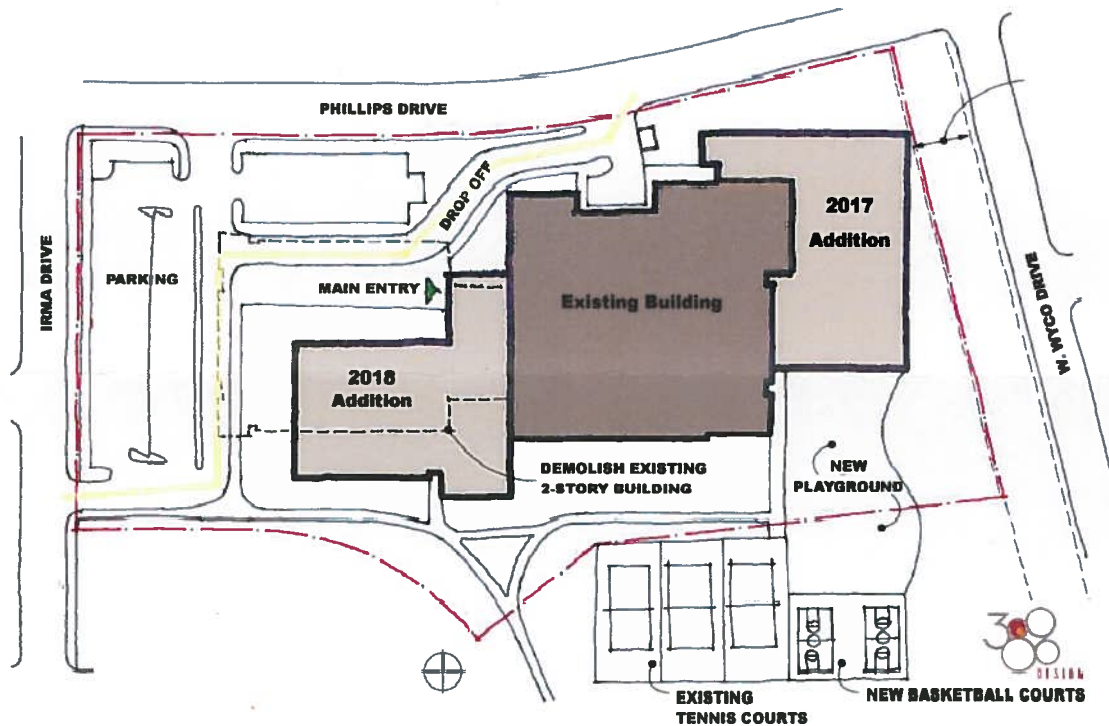 PHILLIPS DRIVE
IRMA DRIVE
PARKING
DROP OFF
MAIN ENTRY
2017
Addition
Existing Building
W. WYCO DRIVE
2018
Addition
DEMOLISH EXISTING
2-STORY BUILDING
NEW
PLAYGROUND
EXISTING
TENNIS COURTS
NEW BASKETBALL COURTS
38
DESIGN